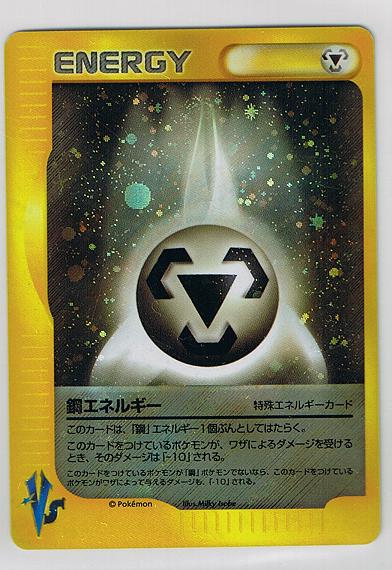 ENERGY
鋼エネルギー
特殊エネルギーカード
このカードは、「鋼」エネルギー1個ぶんとしてはたらく。
このカードをつけているポケモンが、ワザによるダメージを受ける
とき、そのダメージは「-10」される。
このカードをつけているポケモンが「鋼」ポケモンでないなら、このカードをつけている
ポケモンがワザによって与えるダメージも、「-10」される。
VS
© Pokémon
Illus. Milky Isobe